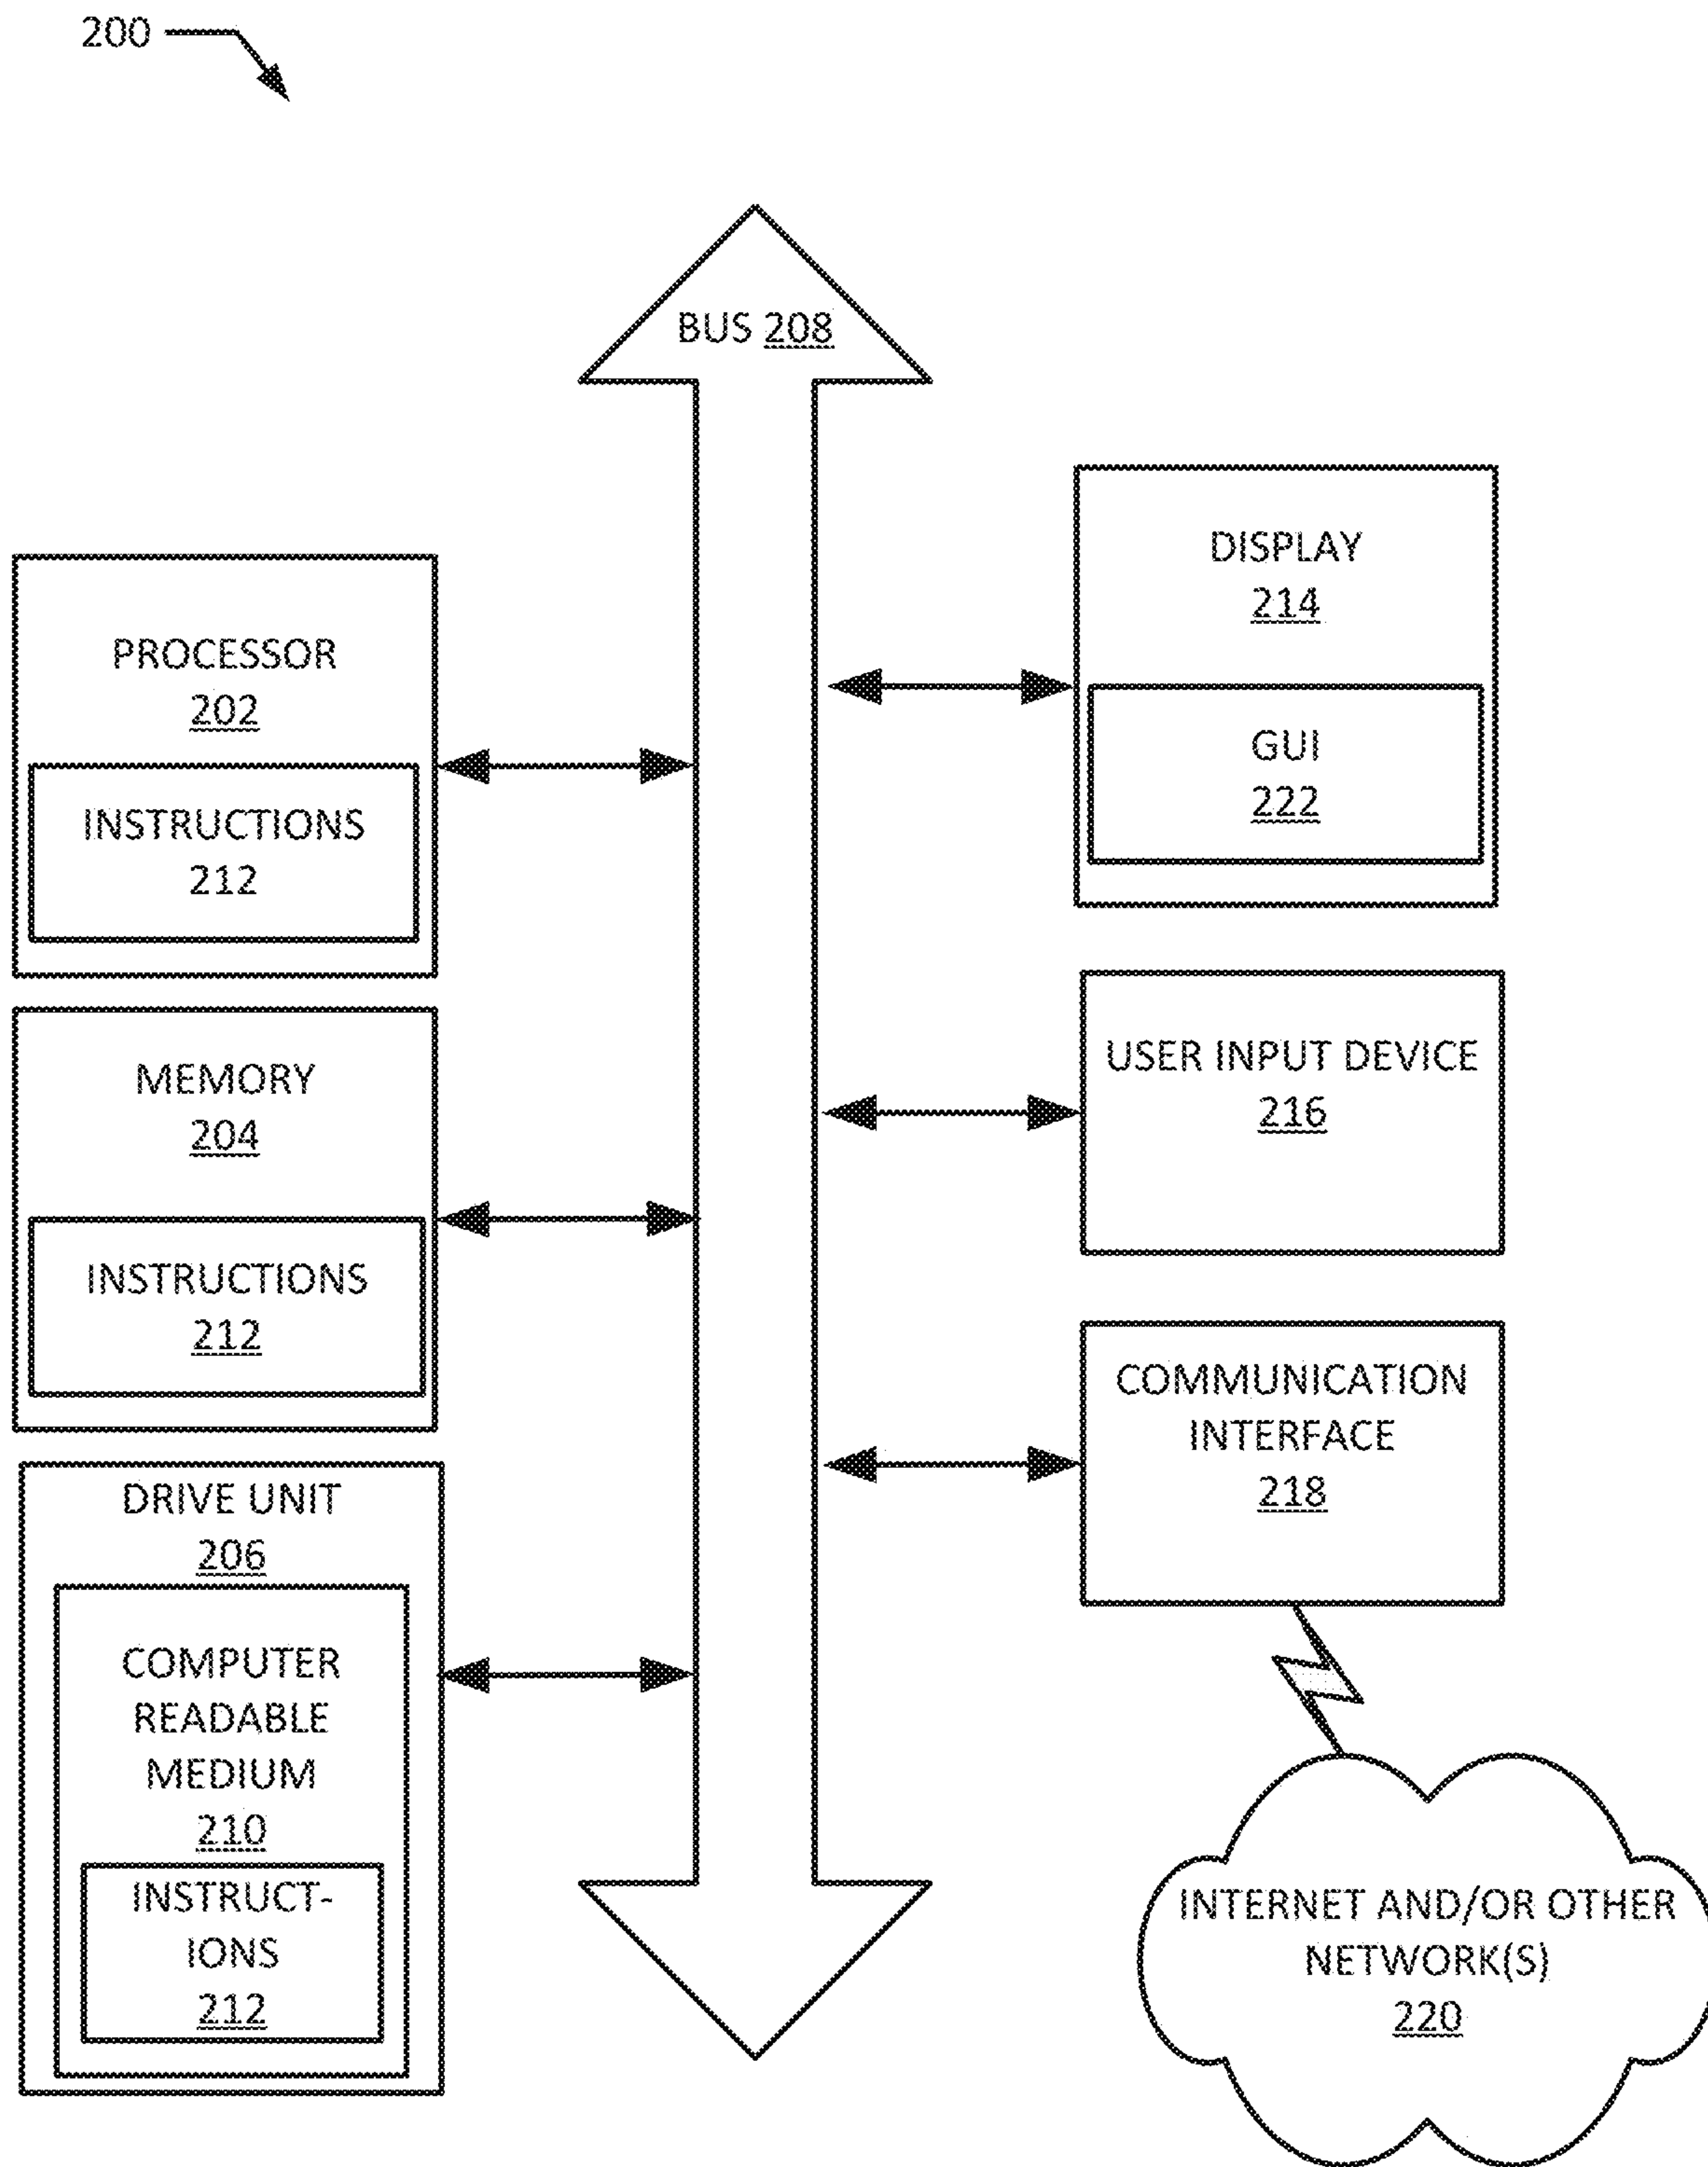 200
BUS 208
PROCESSOR
202
INSTRUCTIONS
212
MEMORY
204
INSTRUCTIONS
212
DRIVE UNIT
206
COMPUTER
READABLE
MEDIUM
210
INSTRUCT-
IONS
212
DISPLAY
214
GUI
222
USER INPUT DEVICE
216
COMMUNICATION
INTERFACE
218
INTERNET AND/OR OTHER
NETWORK(S)
220